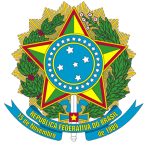 REPÚBLICA FEDERATIVA DO BRASIL
15 de Novembro
de 1889